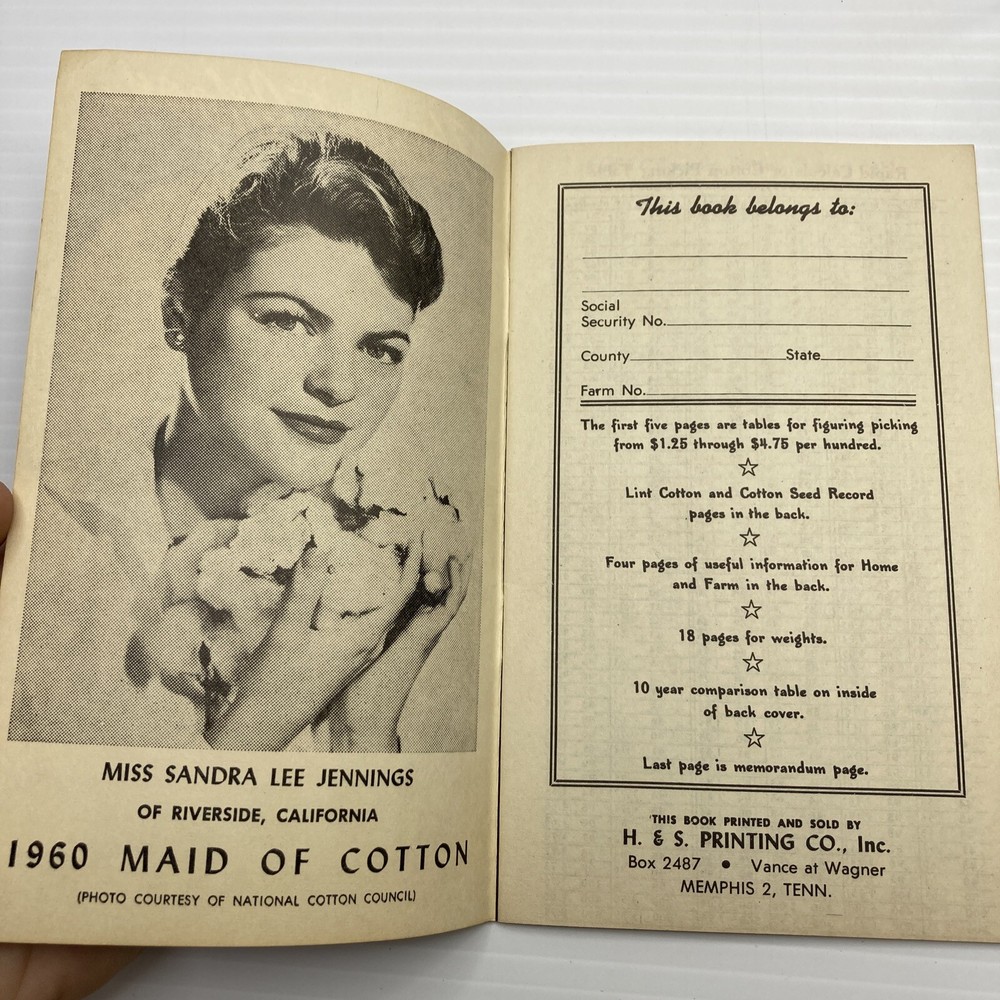 MISS SANDRA LEE JENNINGS
OF RIVERSIDE, CALIFORNIA
1960 MAID OF COTTON
(PHOTO COURTESY OF NATIONAL COTTON COUNCIL)
This book belongs to:
Social
Security No.
County State
Farm No.
The first five pages are tables for figuring picking
from $1.25 through $4.75 per hundred.
Lint Cotton and Cotton Seed Record
pages in the back.
Four pages of useful information for Home
and Farm in the back.
18 pages for weights.
10 year comparison table on inside
of back cover.
Last page is memorandum page.
THIS BOOK PRINTED AND SOLD BY
H. & S. PRINTING CO., Inc.
Box 2487 • Vance at Wagner
MEMPHIS 2, TENN.